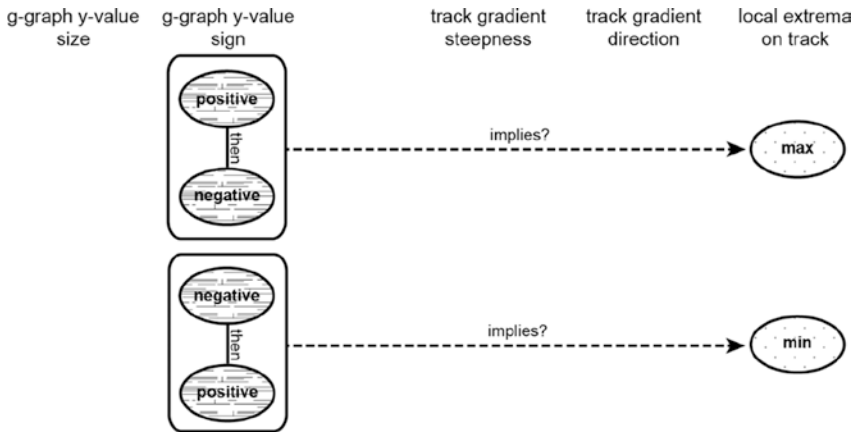 g-graph y-value
size
g-graph y-value
sign
track gradient
steepness
track gradient
direction
local extrema
on track
positive
then
negative
implies?
max
negative
then
positive
implies?
min